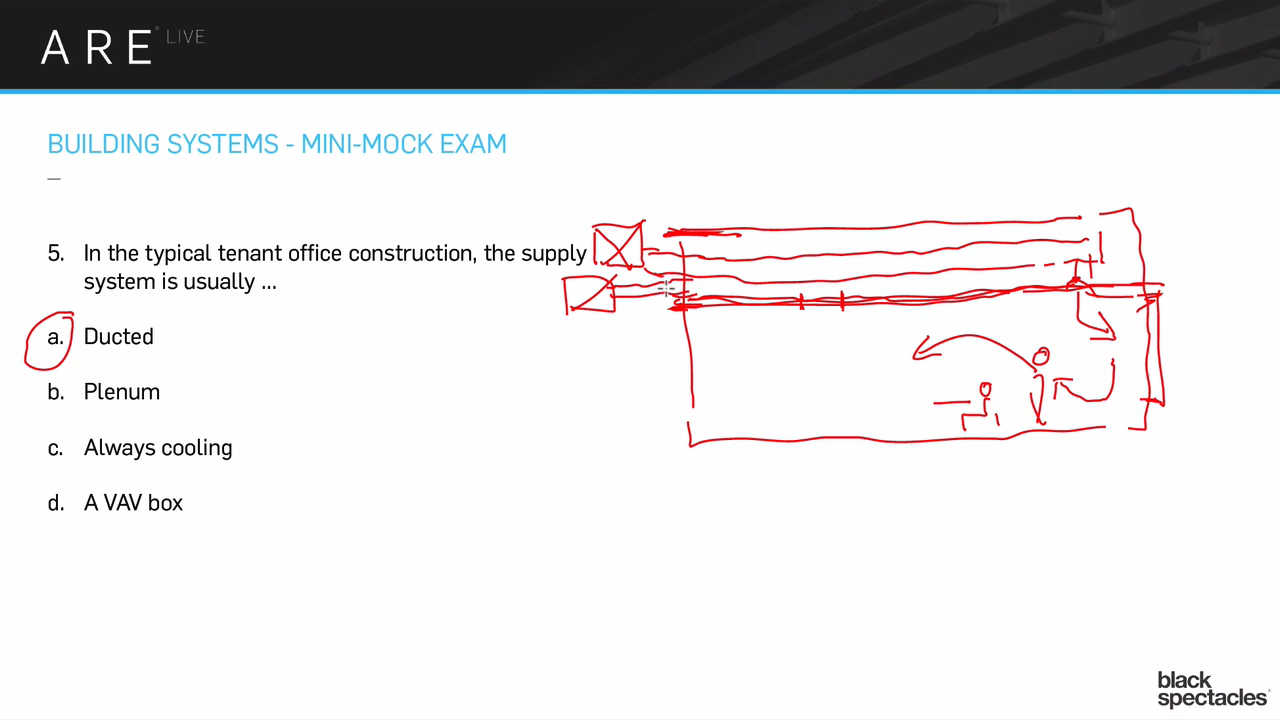 ARE® LIVE
BUILDING SYSTEMS - MINI-MOCK EXAM
5. In the typical tenant office construction, the supply
system is usually ...
a. Ducted
b. Plenum
c. Always cooling
d. A VAV box
black
spectacles